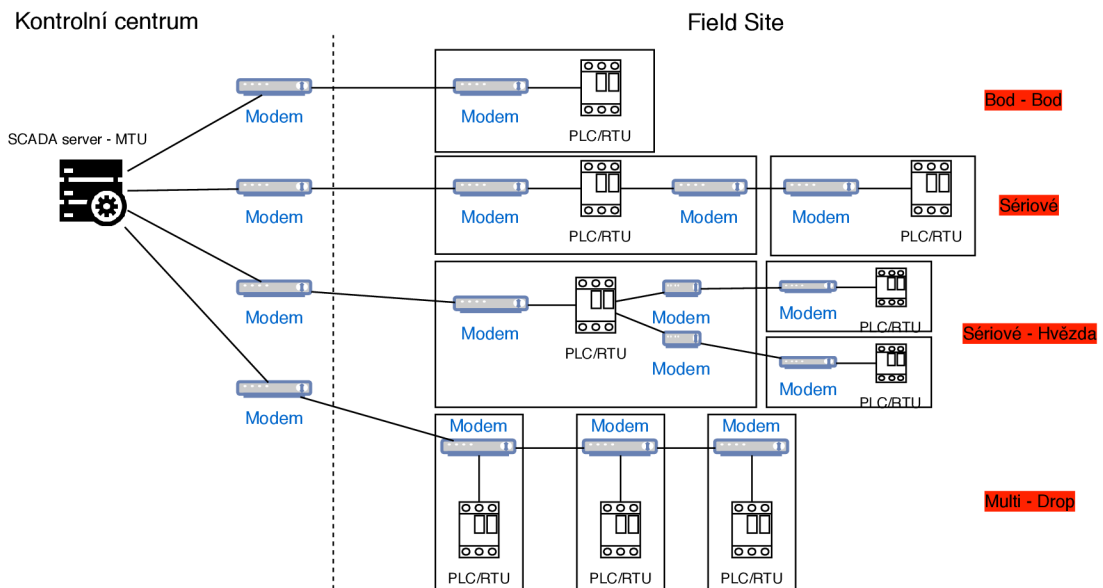 Kontrolní centrum
Field Site
Modem
Modem
PLC/RTU
Bod - Bod
SCADA server - MTU
Modem
Modem
PLC/RTU
Modem
Modem
PLC/RTU
Sériové
Modem
Modem
PLC/RTU
Modem
Modem
Modem
PLC/RTU
Modem
PLC/RTU
Sériové - Hvězda
Modem
Modem
Modem
Modem
PLC/RTU
PLC/RTU
PLC/RTU
Multi - Drop